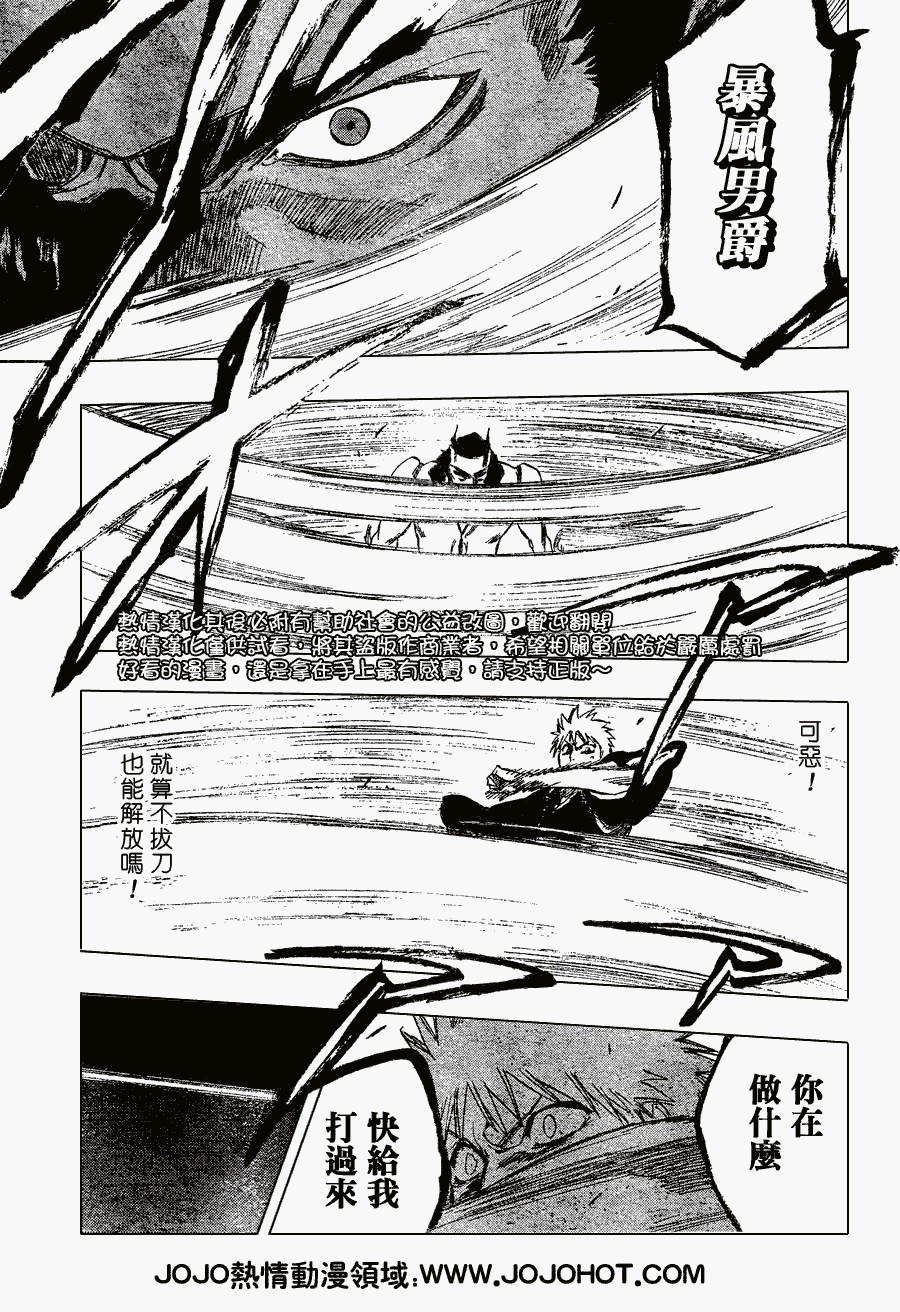 暴風男爵
熱情漢化其後必附有幫助社會的公益改圖，歡迎翻閱
熱情漢化僅供試看，將其盜版作商業者，希望相關單位給於嚴厲處罰
好看的漫畫，還是拿在手上最有感覺，請支持正版～
可惡！
就算不拔刀
也能解放嗎！
你在
做什麼
快給我
打過來
JOJO熱情動漫領域:WWW.JOJOHOT.COM